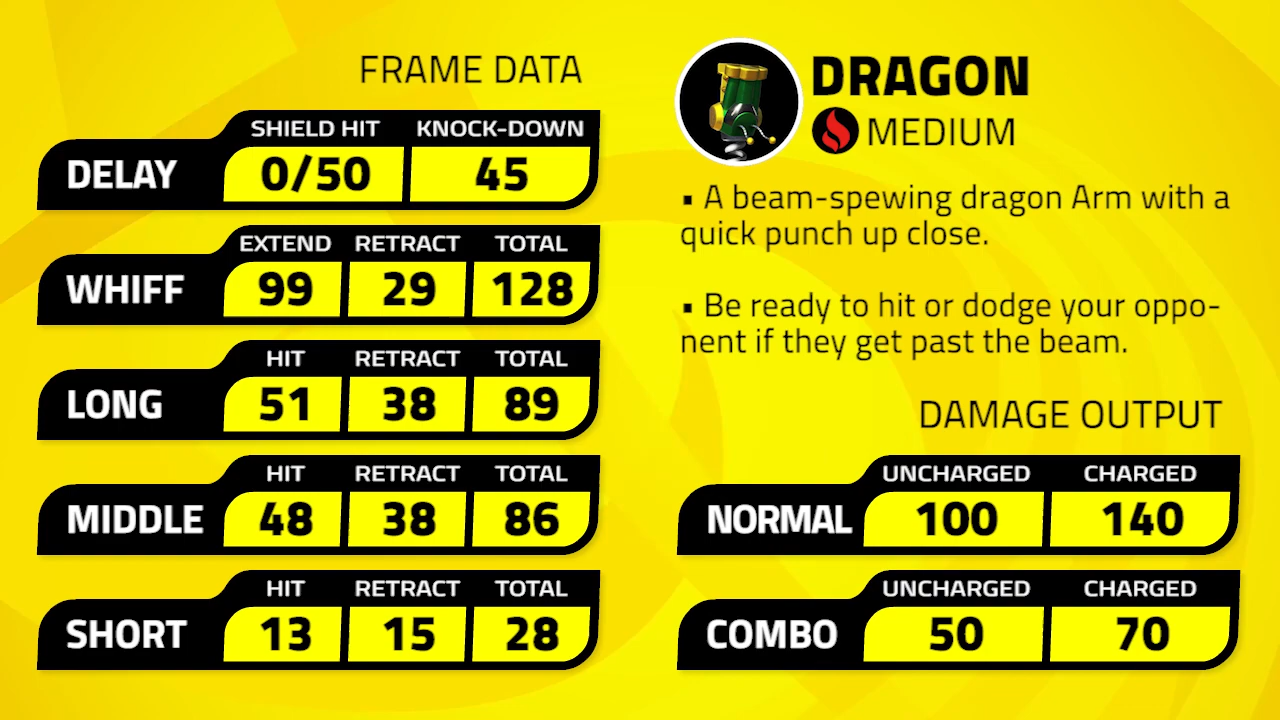 FRAME DATA
SHIELD HIT KNOCK-DOWN
DELAY 0/50 45
EXTEND RETRACT TOTAL
WHIFF 99 29 128
HIT RETRACT TOTAL
LONG 51 38 89
HIT RETRACT TOTAL
MIDDLE 48 38 86
HIT RETRACT TOTAL
SHORT 13 15 28
DRAGON
MEDIUM
▪ A beam-spewing dragon Arm with a
quick punch up close.
▪ Be ready to hit or dodge your oppo-
nent if they get past the beam.
DAMAGE OUTPUT
UNCHARGED CHARGED
NORMAL 100 140
UNCHARGED CHARGED
COMBO 50 70